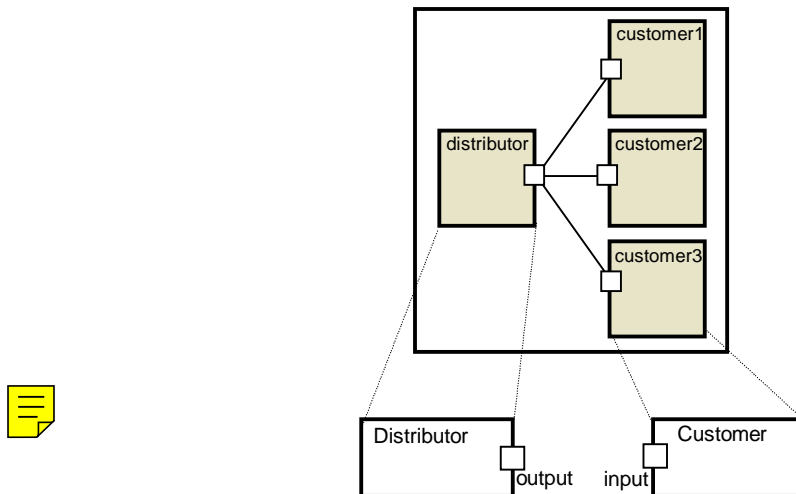 customer1
distributor
customer2
customer3
Distributor
Customer
output
input